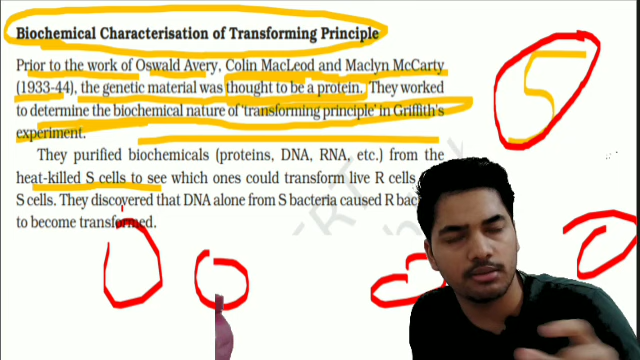 Biochemical Characterisation of Transforming Principle
Prior to the work of Oswald Avery, Colin MacLeod and Maclyn McCarty
(1933-44), the genetic material was thought to be a protein. They worked
to determine the biochemical nature of 'transforming principle' in Griffith's
experiment.
They purified biochemicals (proteins, DNA, RNA, etc.) from the
heat-killed S cells to see which ones could transform live R cells
S cells. They discovered that DNA alone from S bacteria caused R
to become transformed.
5